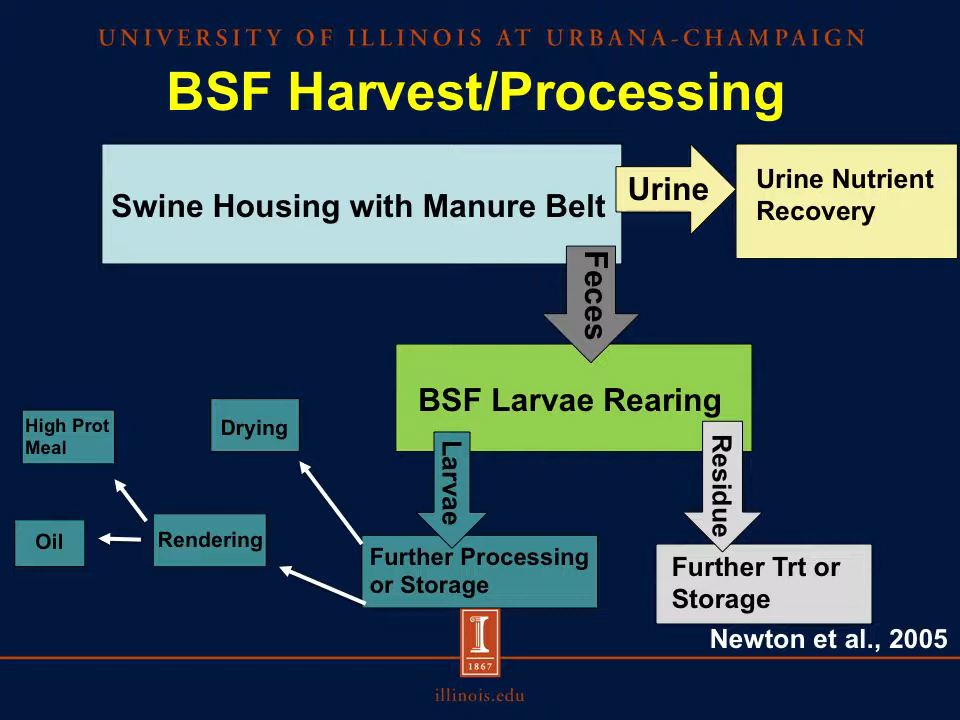 UNIVERSITY OF ILLINOIS AT URBANA-CHAMPAIGN
BSF Harvest/Processing
Swine Housing with Manure Belt
Urine
Urine Nutrient
Recovery
Feces
BSF Larvae Rearing
High Prot
Meal
Drying
Larvae
Residue
Oil
Rendering
Further Processing
or Storage
Further Trt or
Storage
Newton et al., 2005
I
1867
illinois.edu